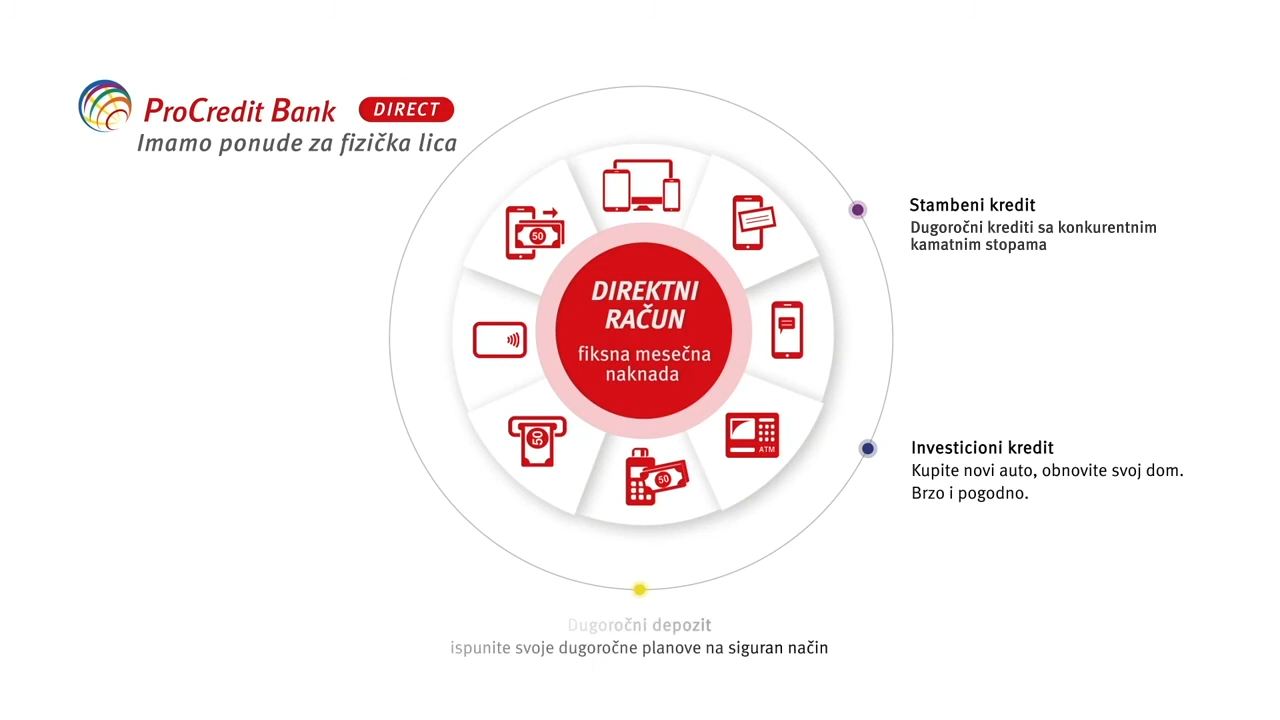 ProCredit Bank DIRECT
Imamo ponude za fizička lica
50
DIREKTNI
RAČUN
fiksna mesečna
naknada
50
ATM
50
Stambeni kredit
Dugoročni krediti sa konkurentnim
kamatnim stopama
Investicioni kredit
Kupite novi auto, obnovite svoj dom.
Brzo i pogodno.
Dugoročni depozit
ispunite svoje dugoročne planove na siguran način